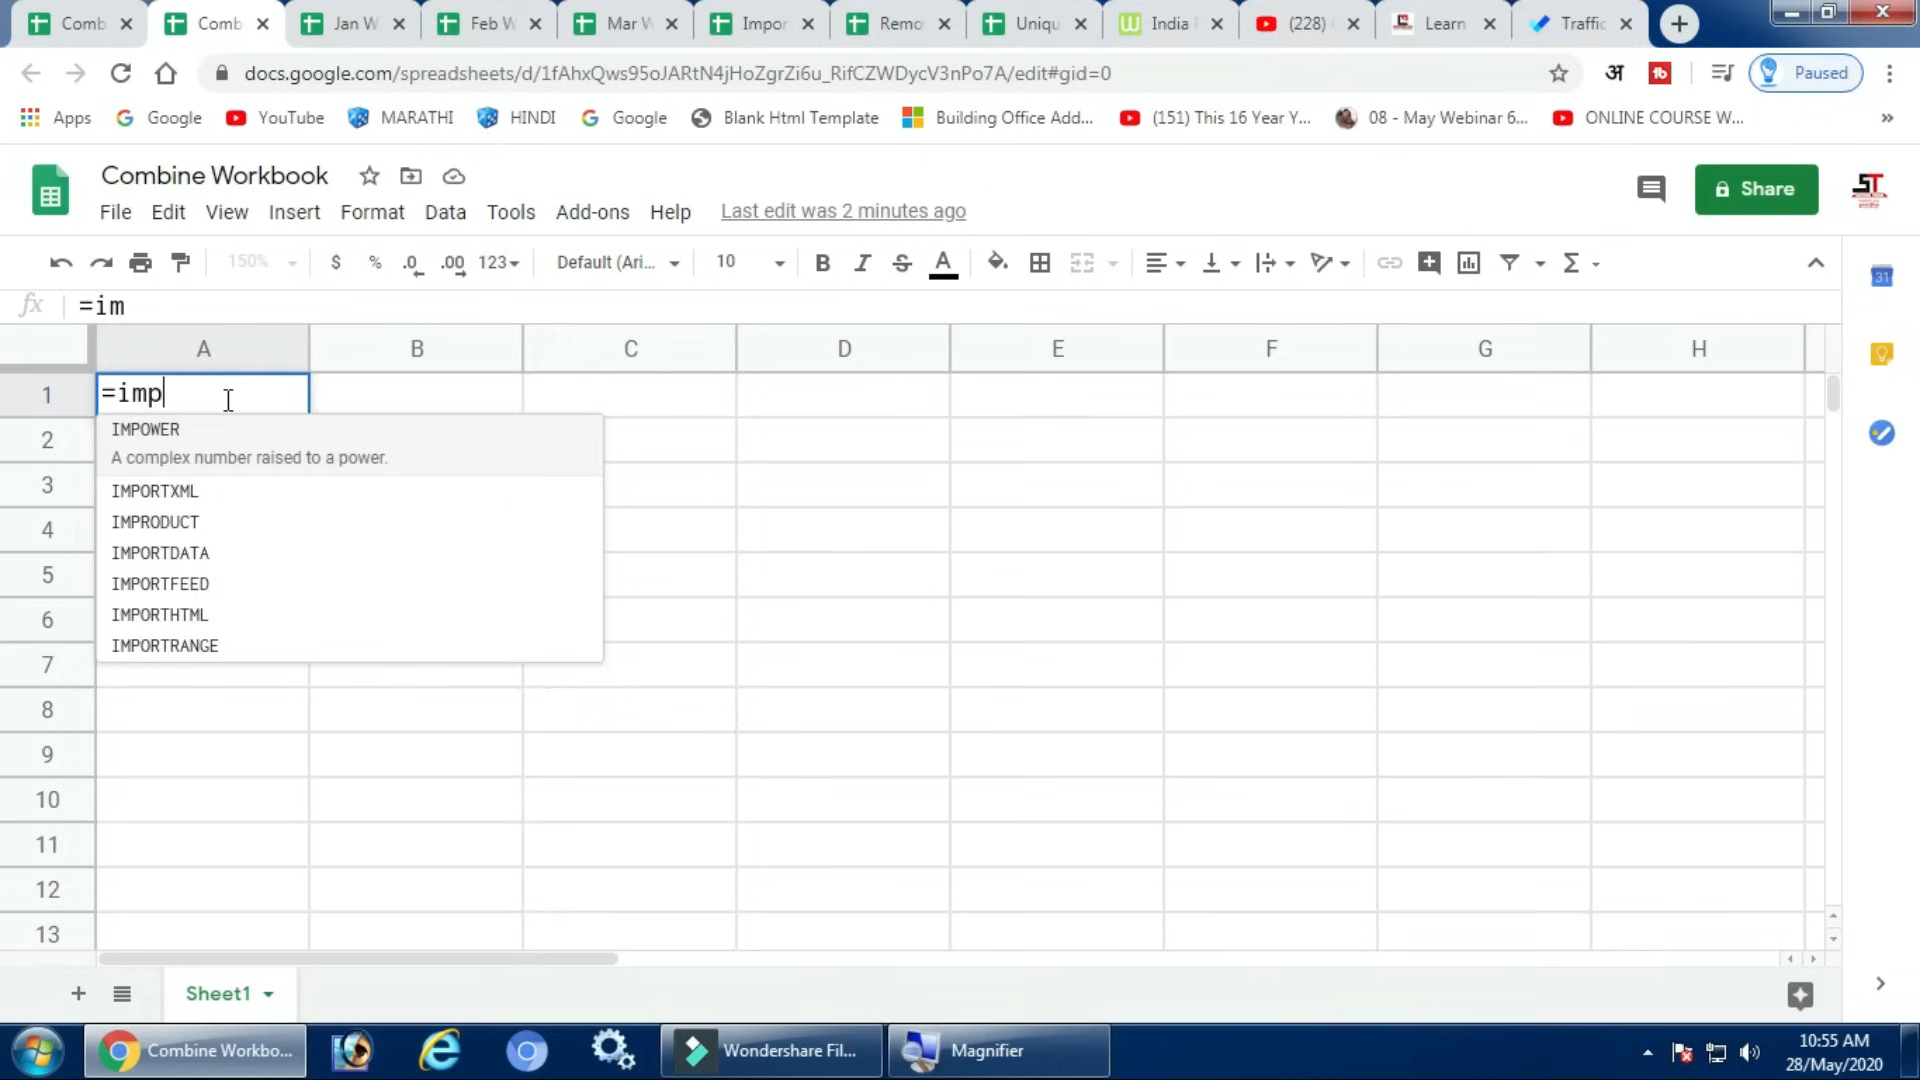 Comb
Comb
Jan W
Feb W
Mar W
Impor
Remo
Uniqu
India
(228)
Learn
Traffic
docs.google.com/spreadsheets/d/1fAhxQws95oJARtN4jHoZgrZi6u_RifCZWDycV3nPo7A/edit#gid=0
अ
Paused
Apps
Google
YouTube
MARATHI
HINDI
Google
Blank Html Template
Building Office Add...
(151) This 16 Year Y...
08 - May Webinar 6...
ONLINE COURSE W...
»
Combine Workbook
Share
File Edit View Insert Format Data Tools Add-ons Help Last edit was 2 minutes ago
150% $ % .0 .00 123 Default (Ari... 10 B I S A Σ
31
fx =im
A B C D E F G H
1 =imp
IMPOWER
A complex number raised to a power.
IMPORTXML
IMPRODUCT
IMPORTDATA
IMPORTFEED
IMPORTHTML
IMPORTRANGE
2
3
4
5
6
7
8
9
10
11
12
13
Sheet1
Combine Workbo...
Wondershare Fil...
Magnifier
10:55 AM
28/May/2020